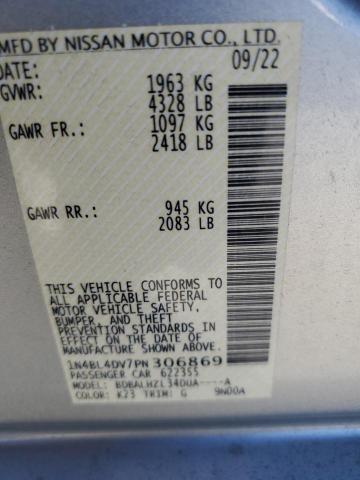 MFD BY NISSAN MOTOR CO., LTD.
DATE: 09/22
GVWR: 1963 KG
4328 LB
GAWR FR.: 1097 KG
2418 LB
GAWR RR.: 945 KG
2083 LB
THIS VEHICLE CONFORMS TO
ALL APPLICABLE FEDERAL
MOTOR VEHICLE SAFETY,
BUMPER, AND THEFT
PREVENTION STANDARDS
IN EFFECT ON THE DATE OF
MANUFACTURE SHOWN ABOVE.
1N4BL4DV7PN306869
PASSENGER CAR 622355
MODEL: BDBALHZL34DUA----A
COLOR: K23 TRIM: G 9N00A